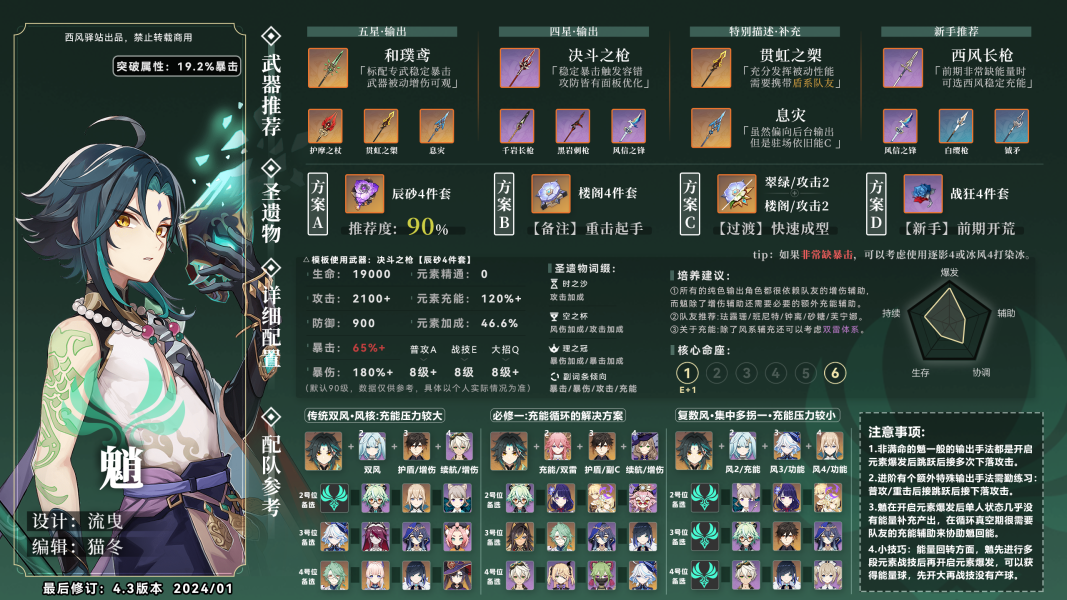 西风驿站出品，禁止转载商用
突破属性：19.2%暴击
魈
设计：流曳
编辑：猫冬
最后修订：4.3版本 2024/01
武器推荐
五星·输出
和璞鸢
「标配专武稳定暴击
武器被动增伤可观」
护摩之杖
贯虹之槊
息灾
四星·输出
决斗之枪
「稳定暴击触发容错
攻防皆有面板优化」
千岩长枪
黑岩刺枪
风信之锋
特别描述·补充
贯虹之槊
「充分发挥被动性能
需要携带盾系队友」
息灾
「虽然偏向后台输出
但是驻场依旧能C」
新手推荐
西风长枪
「前期非常缺能量时
可选西风稳定充能」
风信之锋
白缨枪
钺矛
圣遗物
方案A
辰砂4件套
推荐度：90%
方案B
楼阁4件套
【备注】重击起手
方案C
翠绿/攻击2
+
楼阁/攻击2
【过渡】快速成型
方案D
战狂4件套
【新手】前期开荒
tip：如果非常缺暴击，可以考虑使用逐影4或冰风4打染冰。
详细配置
△模板使用武器：决斗之枪【辰砂4件套】
生命： 19000
元素精通： 0
攻击： 2100+
元素充能： 120%+
防御： 900
元素加成： 46.6%
暴击： 65%+
普攻A 战技E 大招Q
暴伤： 180%+
8级+ 8级+ 8级+
（默认90级，数据仅供参考，具体以个人实际情况为准）
圣遗物词缀：
时之沙
攻击加成
空之杯
风伤加成/攻击加成
理之冠
暴伤加成/暴击加成
副词条倾向
暴击/暴伤/攻击/充能
培养建议：
①所有的纯色输出角色都很依赖队友的增伤辅助，
而魈除了增伤辅助还需要必要的额外充能辅助。
②队友推荐：珐露珊/班尼特/钟离/砂糖/芙宁娜。
③关于充能：除了风系辅充还可以考虑双雷体系。
核心命座：
1 2 3 4 5 6
E+1
爆发
辅助
协调
生存
持续
配队参考
传统双风·风核：充能压力较大
2 + 3 + 4
双风
护盾/增伤
续航/增伤
2号位
备选
3号位
备选
4号位
备选
必修一：充能循环的解决方案
2 + 3 + 4
充能/双雷
护盾/副C
续航/增伤
2号位
备选
3号位
备选
4号位
备选
复数风·集中多拐一·充能压力较小
2 + 3 + 4
风2/充能
风3/功能
风4/功能
2号位
备选
3号位
备选
4号位
备选
注意事项：
1.非满命的魈一般的输出手法都是开启
元素爆发后跳跃后接多次下落攻击。
2.进阶有个额外特殊输出手法需勤练习：
普攻/重击后接跳跃后接下落攻击。
3.魈在开启元素爆发后单人状态几乎没
有能量补充产出，在循环真空期很需要
队友的充能辅助来协助魈回能。
4.小技巧：能量回转方面，魈先进行多
段元素战技后再开启元素爆发，可以获
得能量球，先开大再战技没有产球。